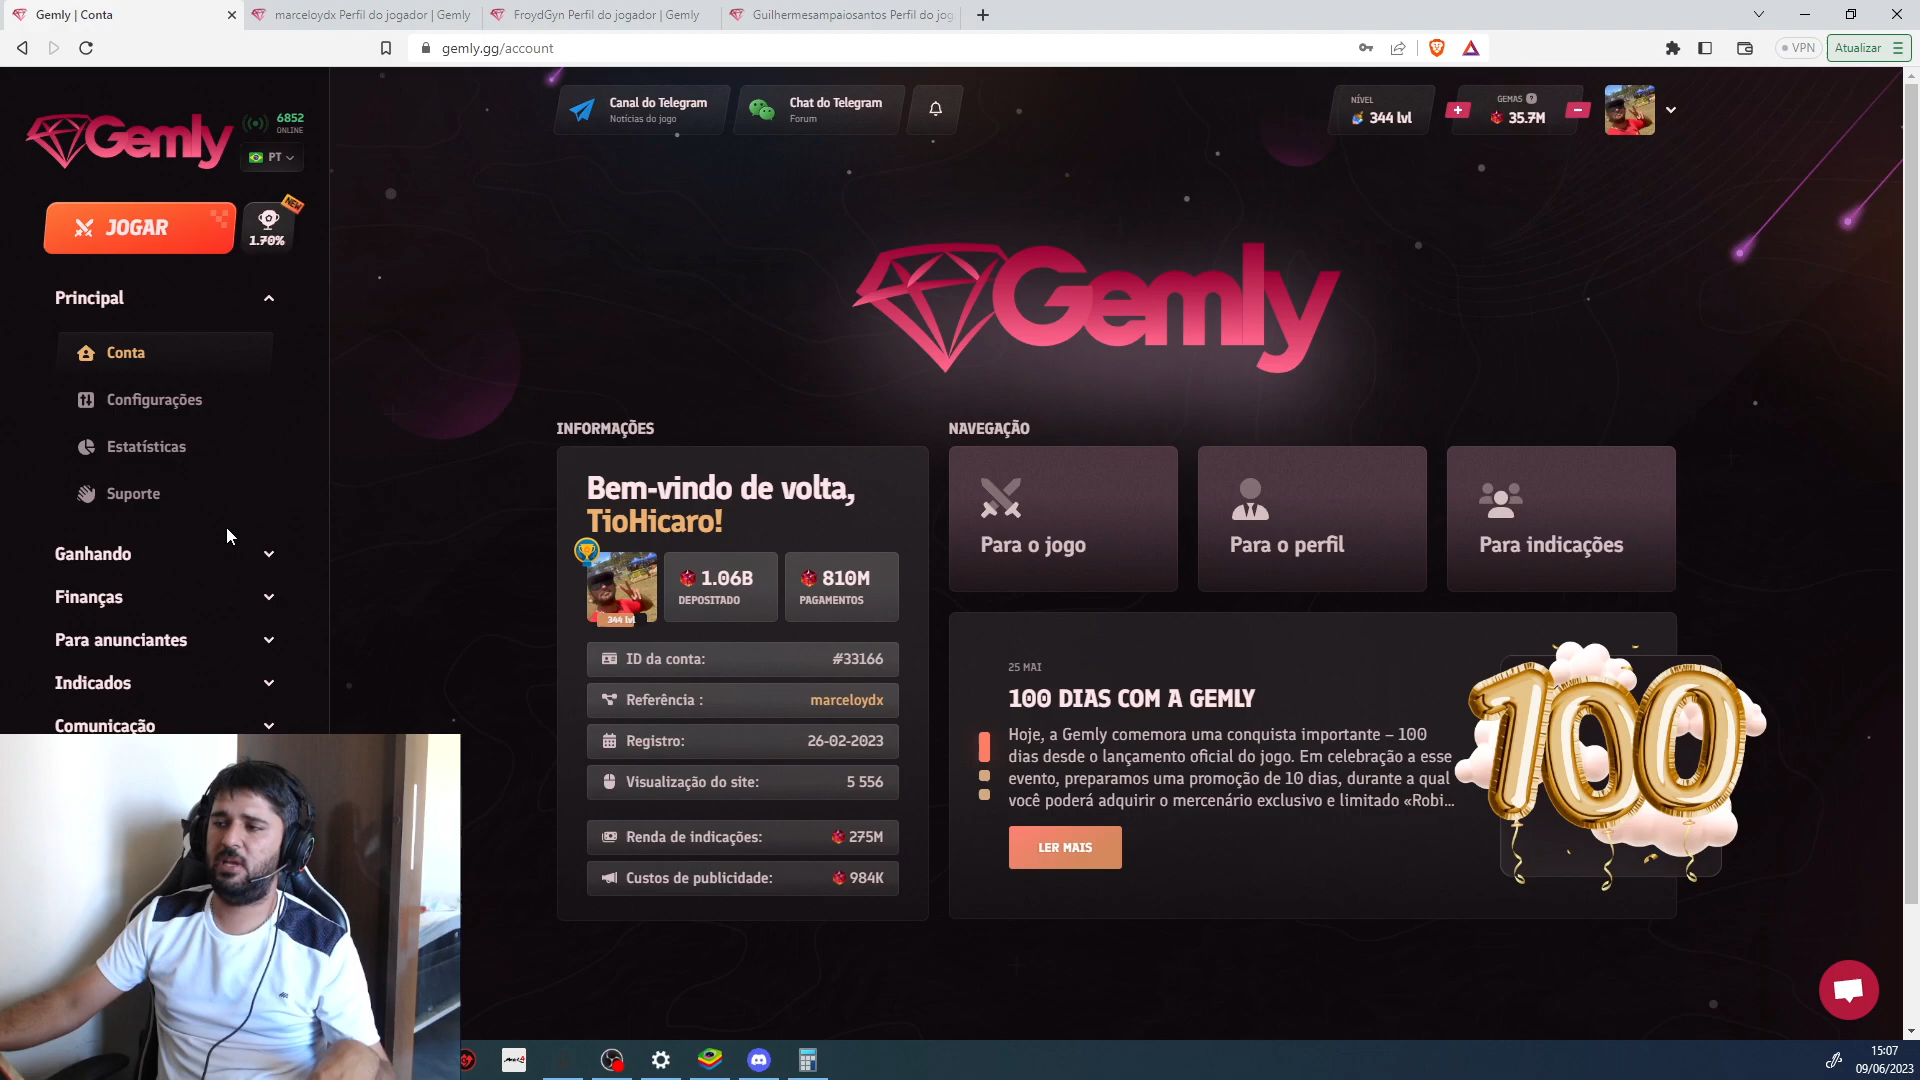 Gemly | Conta
marceloydx Perfil do jogador | Gemly
FroydGyn Perfil do jogador | Gemly
Guilhermesampaiosantos Perfil do jog
gemly.gg/account
VPN
Atualizar
Gemly
6852
ONLINE
PT
Canal do Telegram
Notícias do jogo
Chat do Telegram
Forum
NÍVEL
344 lvl
GEMAS ?
35.7M
JOGAR
NEW
1.70%
Principal
Conta
Configurações
Estatísticas
Suporte
Ganhando
Finanças
Para anunciantes
Indicados
Comunicação
Gemly
INFORMAÇÕES
Bem-vindo de volta,
TioHicaro!
344 lvl
1.06B
DEPOSITADO
810M
PAGAMENTOS
ID da conta: #33166
Referência : marceloydx
Registro: 26-02-2023
Visualização do site: 5 556
Renda de indicações: 275M
Custos de publicidade: 984K
NAVEGAÇÃO
Para o jogo
Para o perfil
Para indicações
25 MAI
100 DIAS COM A GEMLY
Hoje, a Gemly comemora uma conquista importante – 100
dias desde o lançamento oficial do jogo. Em celebração a esse
evento, preparamos uma promoção de 10 dias, durante a qual
você poderá adquirir o mercenário exclusivo e limitado «Robi...
LER MAIS
100
15:07
09/06/2023